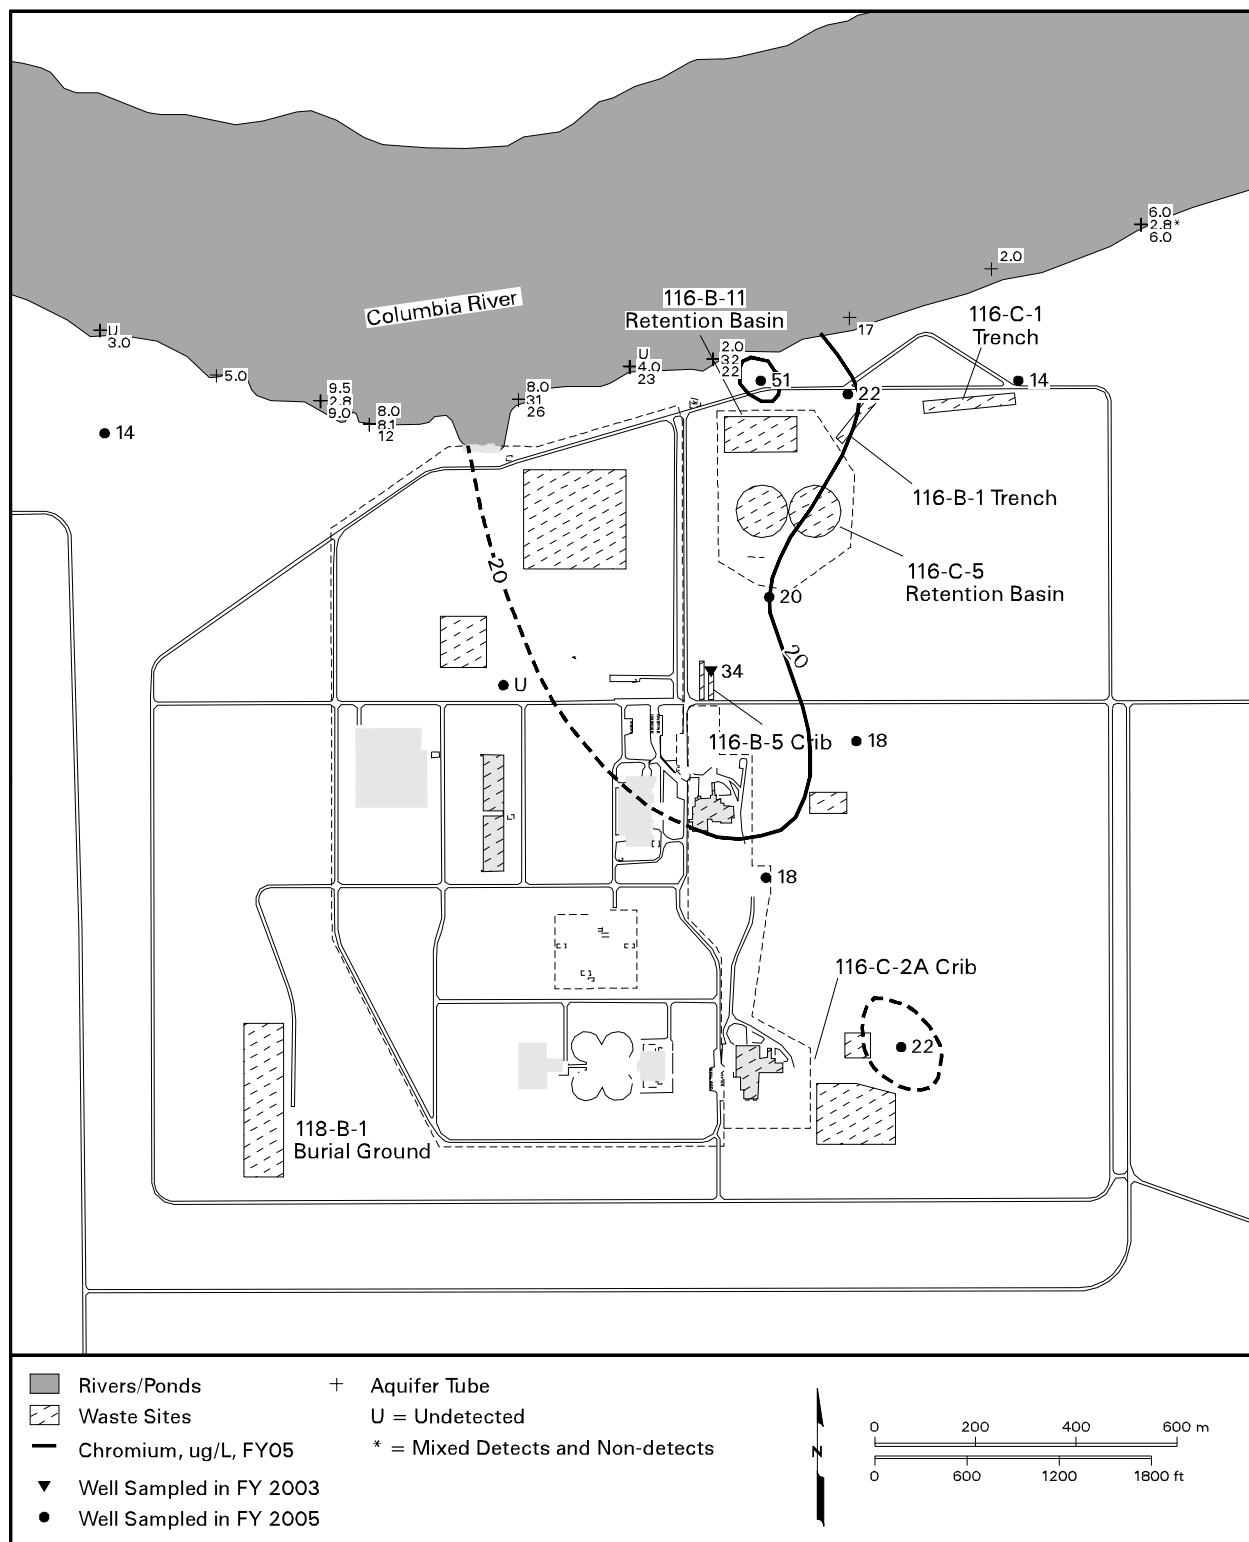 6.0
2.8*
6.0
2.0
Columbia River
116-B-11
Retention Basin
116-C-1
Trench
17
U
3.0
2.0
32
22
U
4.0
23
51
14
5.0
9.5
2.8
9.0
8.0
8.1
12
8.0
31
26
22
14
116-B-1 Trench
20
116-C-5
Retention Basin
20
20
34
U
116-B-5 Crib
18
18
116-C-2A Crib
22
118-B-1
Burial Ground
Rivers/Ponds
Waste Sites
Chromium, ug/L, FY05
Well Sampled in FY 2003
Well Sampled in FY 2005
Aquifer Tube
U = Undetected
* = Mixed Detects and Non-detects
N
0 200 400 600 m
0 600 1200 1800 ft